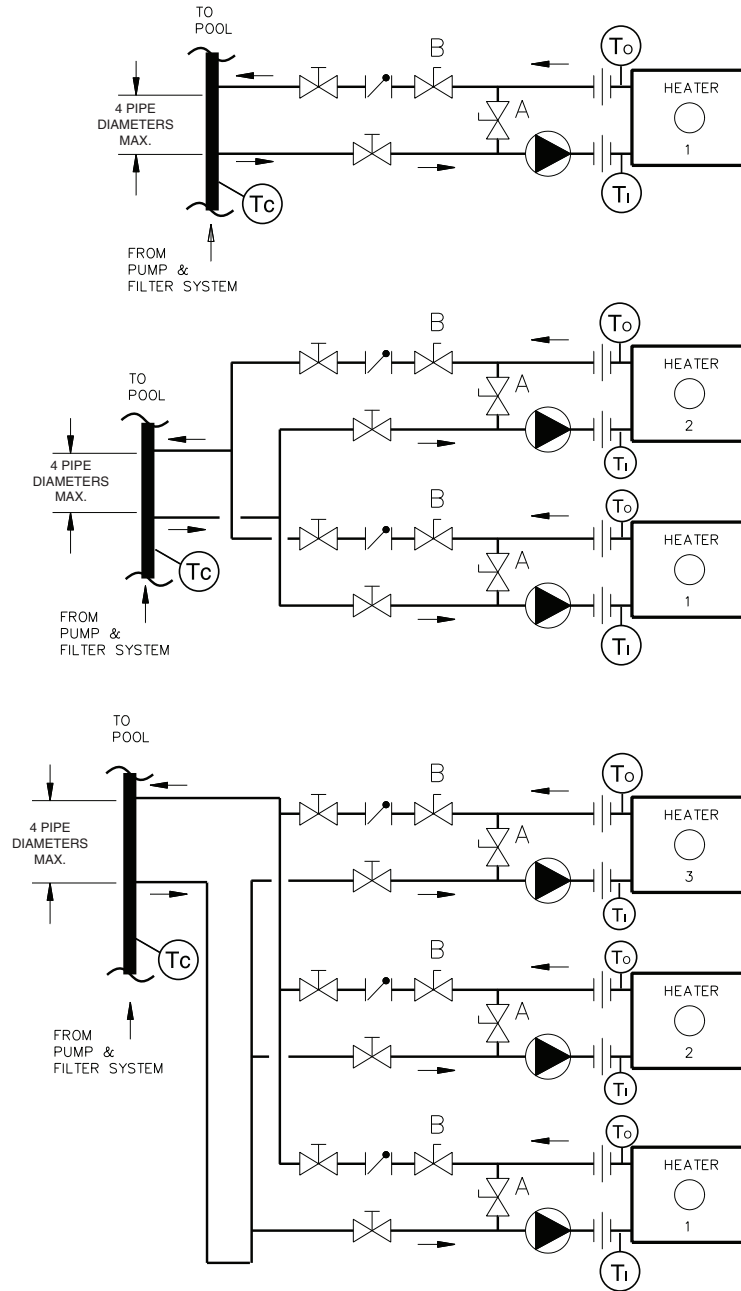 TO
POOL
B
To
4 PIPE
DIAMETERS
MAX.
A
HEATER
1
Tc
TI
FROM
PUMP &
FILTER SYSTEM
B
To
TO
POOL
A
HEATER
2
4 PIPE
DIAMETERS
MAX.
TI
B
To
Tc
A
HEATER
1
FROM
PUMP &
FILTER SYSTEM
TI
TO
POOL
B
To
4 PIPE
DIAMETERS
MAX.
A
HEATER
3
TI
Tc
B
To
FROM
PUMP &
FILTER SYSTEM
A
HEATER
2
TI
B
To
A
HEATER
1
TI